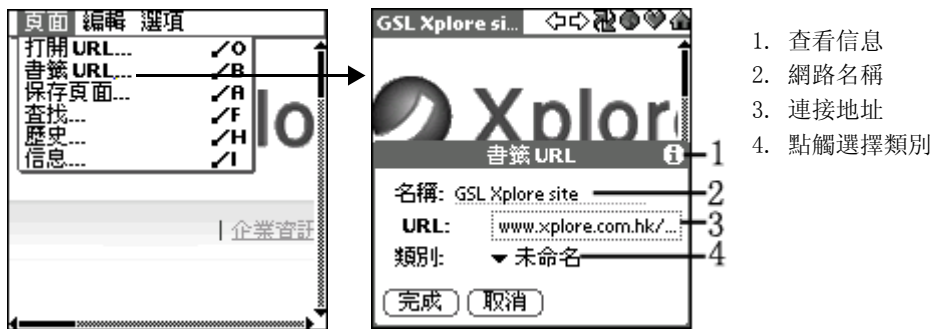 頁面 編輯 選項
打開 URL... ／O
書籤 URL... ／B
保存頁面... ／A
查找... ／F
歷史... ／H
信息... ／I
lo
企業資訊
GSL Xplore si...
Xplor
書籤 URL
名稱: GSL Xplore site
URL: www.xplore.com.hk/...
類別: 未命名
完成 取消
1
2
3
4
1. 查看信息
2. 網路名稱
3. 連接地址
4. 點觸選擇類別